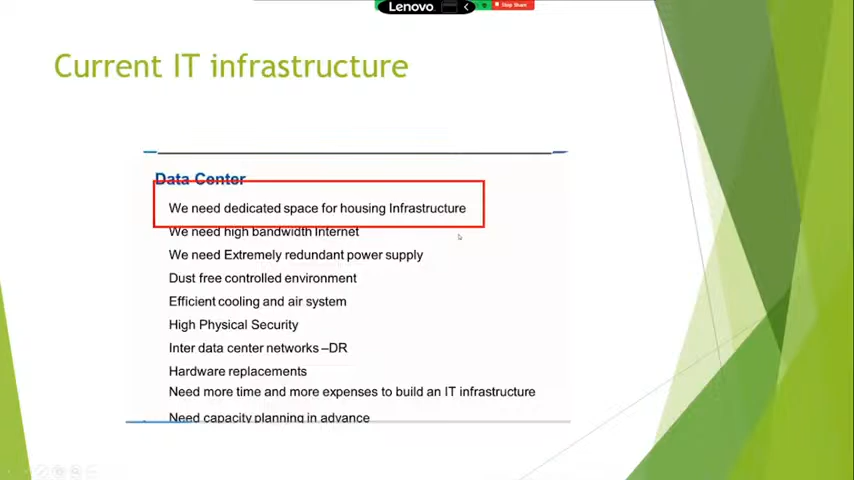 Lenovo.
Stop Share
Current IT infrastructure
Data Center
We need dedicated space for housing Infrastructure
We need high bandwidth Internet
We need Extremely redundant power supply
Dust free controlled environment
Efficient cooling and air system
High Physical Security
Inter data center networks –DR
Hardware replacements
Need more time and more expenses to build an IT infrastructure
Need capacity planning in advance